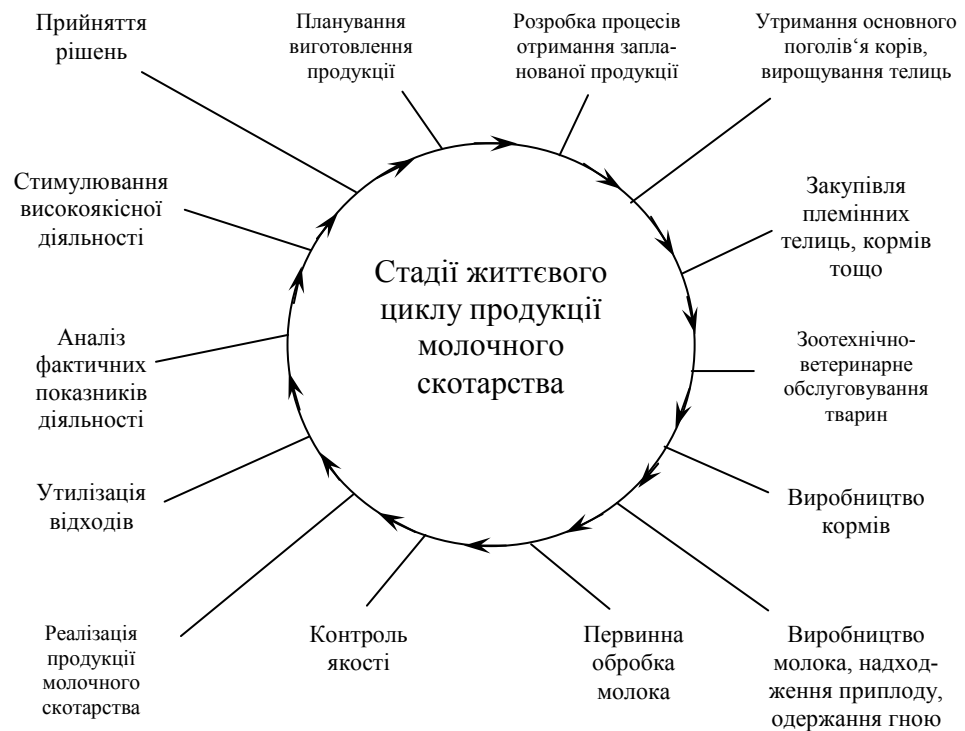 Прийняття
рішень
Планування
виготовлення
продукції
Розробка процесів
отримання запла-
нованої продукції
Утримання основного
поголів‘я корів,
вирощування телиць
Закупівля
племінних
телиць, кормів
тощо
Зоотехнічно-
ветеринарне
обслуговування
тварин
Виробництво
кормів
Виробництво
молока, надход-
ження приплоду,
одержання гною
Первинна
обробка
молока
Контроль
якості
Реалізація
продукції
молочного
скотарства
Утилізація
відходів
Аналіз
фактичних
показників
діяльності
Стимулювання
високоякісної
діяльності
Стадії життєвого
циклу продукції
молочного
скотарства